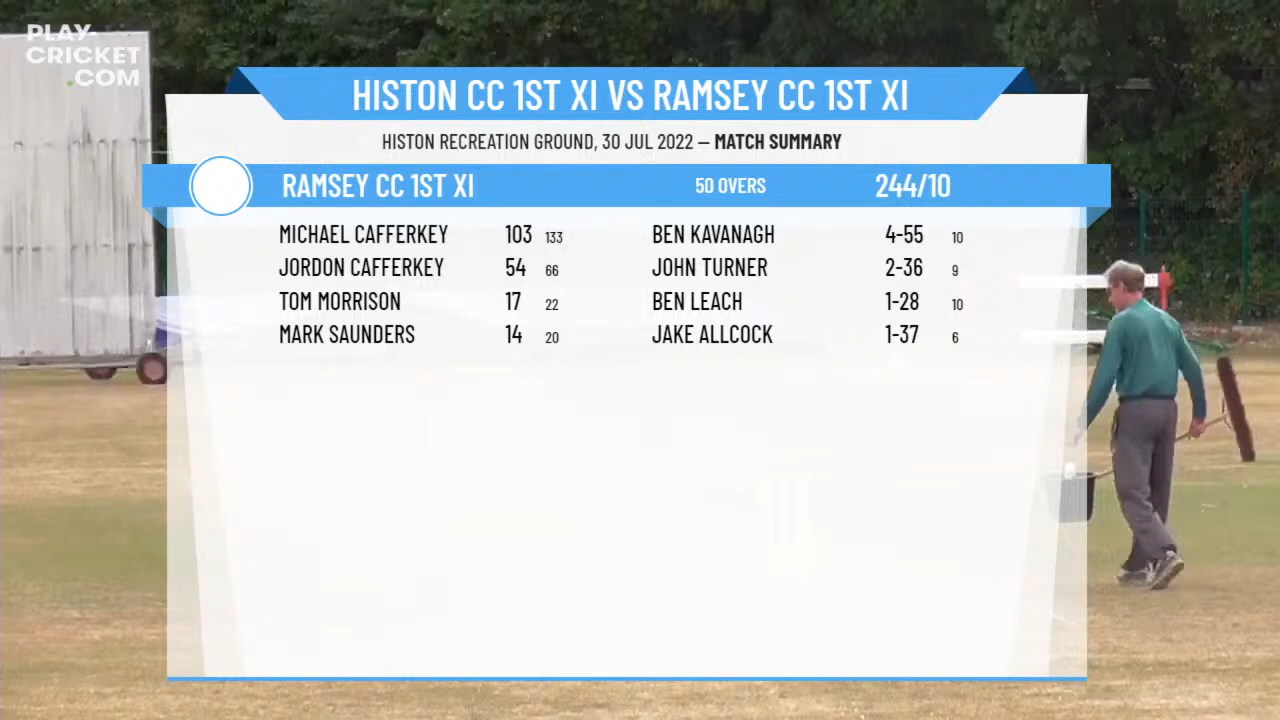 PLAY-
CRICKET
.COM
HISTON CC 1ST XI VS RAMSEY CC 1ST XI
HISTON RECREATION GROUND, 30 JUL 2022 – MATCH SUMMARY
RAMSEY CC 1ST XI 50 OVERS 244/10
MICHAEL CAFFERKEY 103 133 BEN KAVANAGH 4-55 10
JORDON CAFFERKEY 54 66 JOHN TURNER 2-36 9
TOM MORRISON 17 22 BEN LEACH 1-28 10
MARK SAUNDERS 14 20 JAKE ALLCOCK 1-37 6